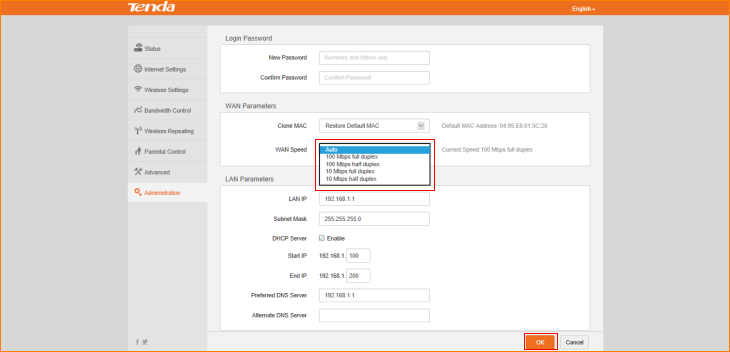 Tenda
English
Status
Internet Settings
Wireless Settings
Bandwidth Control
Wireless Repeating
Parental Control
Advanced
Administration
Login Password
New Password Numbers and letters only
Confirm Password Confirm Password
WAN Parameters
Clone MAC Restore Default MAC Default MAC Address: 04:95:E6:01:5C:20
WAN Speed Auto Current Speed:100 Mbps full duplex
100 Mbps full duplex
100 Mbps half duplex
10 Mbps full duplex
10 Mbps half duplex
LAN Parameters
LAN IP 192.168.1.1
Subnet Mask 255.255.255.0
DHCP Server Enable
Start IP 192.168.1. 100
End IP 192.168.1. 200
Preferred DNS Server 192.168.1.1
Alternate DNS Server
OK Cancel